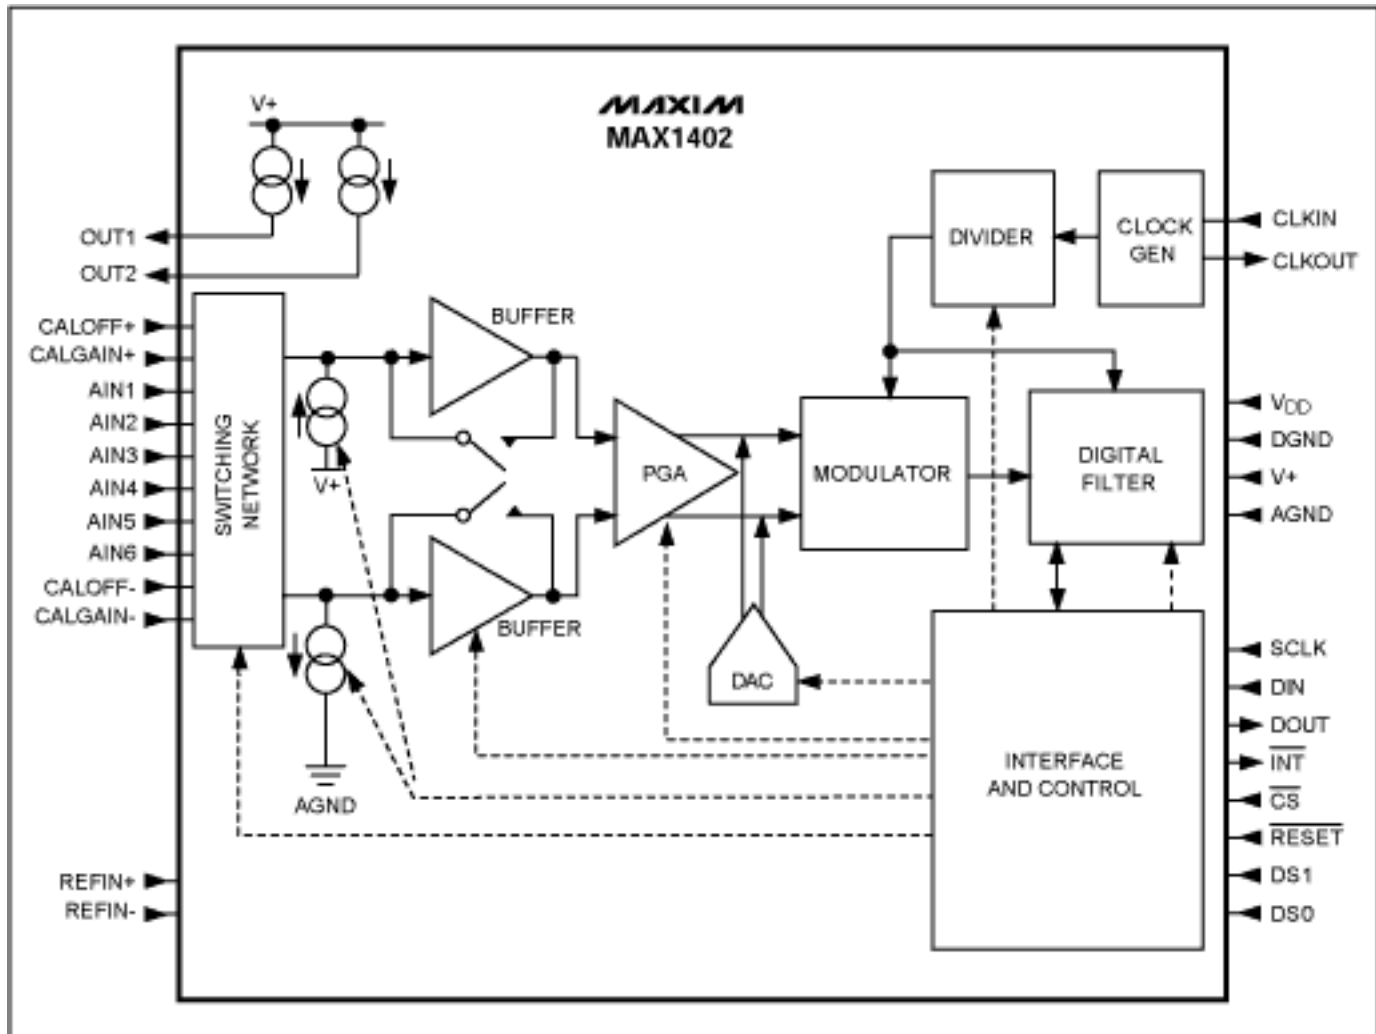 MAXIM
MAX1402
V+
OUT1
OUT2
CALOFF+
CALGAIN+
AIN1
AIN2
AIN3
AIN4
AIN5
AIN6
CALOFF-
CALGAIN-
REFIN+
REFIN-
SWITCHING
NETWORK
V+
AGND
BUFFER
BUFFER
PGA
DAC
MODULATOR
DIVIDER
CLOCK
GEN
DIGITAL
FILTER
INTERFACE
AND CONTROL
CLKIN
CLKOUT
VDD
DGND
V+
AGND
SCLK
DIN
DOUT
INT
CS
RESET
DS1
DS0